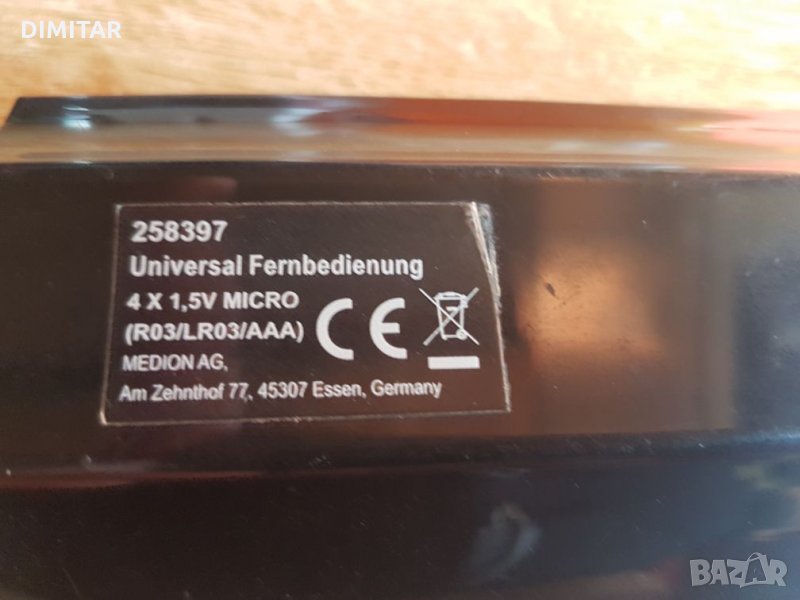 DIMITAR
258397
Universal Fernbedienung
4 X 1,5V MICRO
(R03/LR03/AAA)
CE
MEDION AG,
Am Zehnthof 77, 45307 Essen, Germany
BAZAR